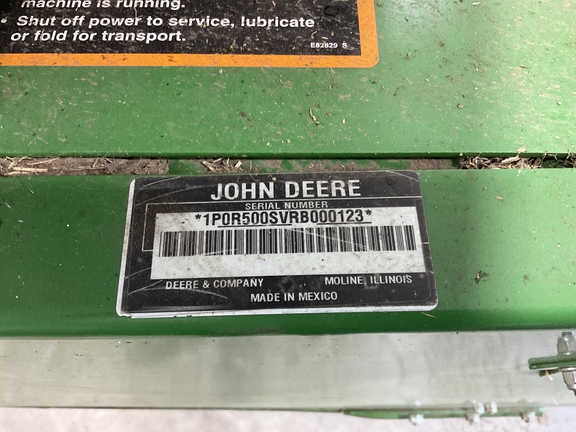 machine is running.
• Shut off power to service, lubricate
or fold for transport.
E82829 S
JOHN DEERE
SERIAL NUMBER
*1P0R500SVRB000123*
DEERE & COMPANY MOLINE, ILLINOIS
MADE IN MEXICO